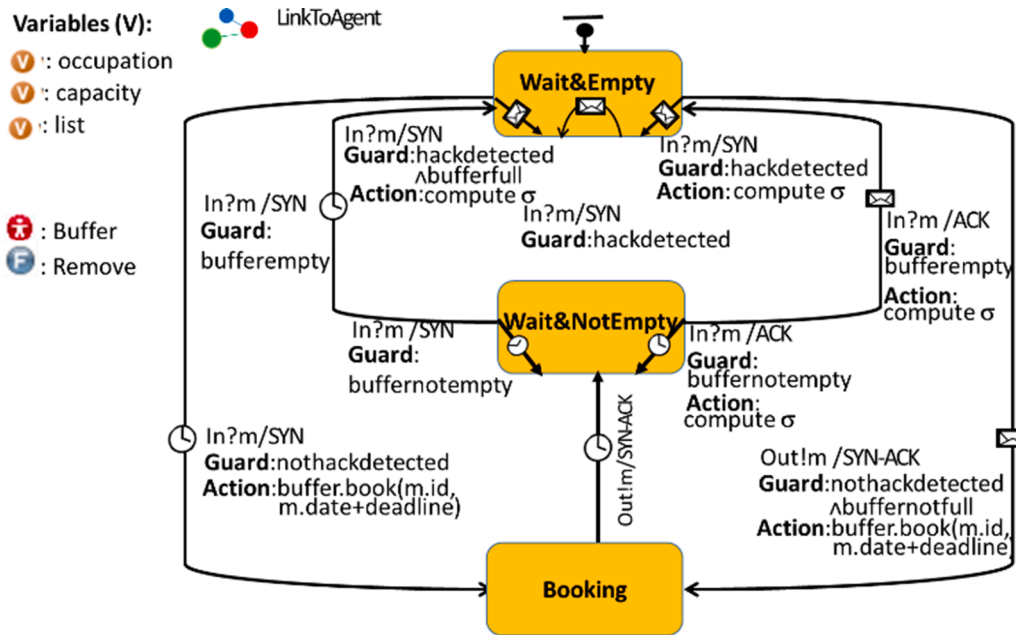 Variables (V):
LinkToAgent
V : occupation
V : capacity
V : list
F : Remove
: Buffer
Wait&Empty
In?m/SYN
Guard:hackdetected
∧bufferfull
Action:compute σ
In?m/SYN
Guard:hackdetected
Action:compute σ
In?m/SYN
Guard:hackdetected
In?m /SYN
Guard:
bufferempty
In?m /ACK
Guard:
bufferempty
Action:
compute σ
Wait&NotEmpty
In?m /SYN
Guard:
buffernotempty
In?m /ACK
Guard:
buffernotempty
Action:
compute σ
Out!m/SYN-ACK
In?m/SYN
Guard:nothackdetected
Action:buffer.book(m.id,
m.date+deadline)
Out!m /SYN-ACK
Guard:nothackdetected
∧buffernotfull
Action:buffer.book(m.id,
m.date+deadline)
Booking